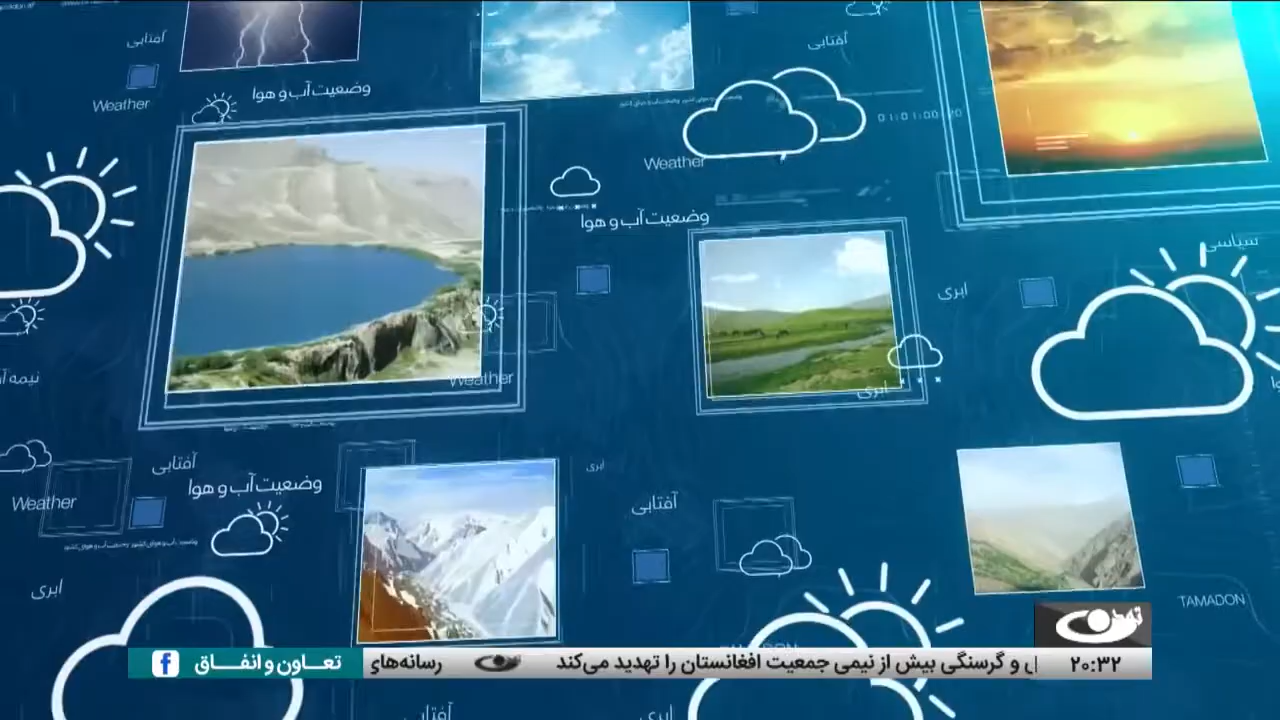 آفتابی
آفتابی
Weather
وضعیت آب و هوا
Weather
وضعیت آب و هوا
سیاسی
ابری
Weather
ابری
نیمه
آفتابی
ابری
وضعیت آب و هوا
Weather
آفتابی
ابری
TAMADON
۲۰:۳۲
و گرسنگی بیش از نیمی جمعیت افغانستان را تهدید می‌کند
رسانه‌های
تعاون و انفاق
آفتابی
ابری